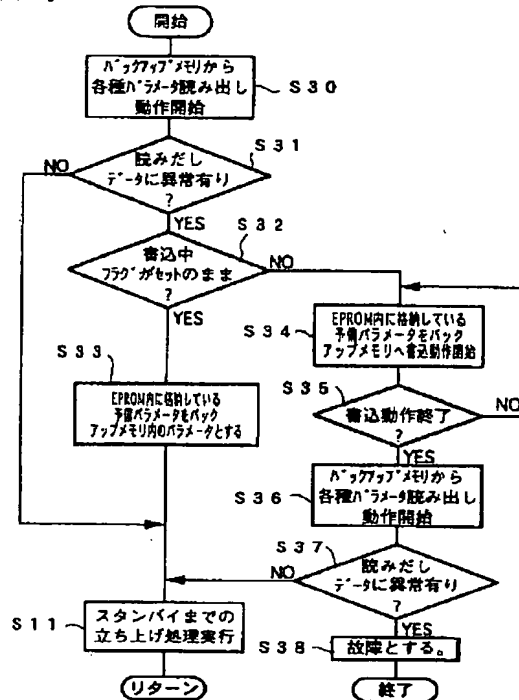 開始
バックアップメモリから
各種パラメータ読み出し
動作開始
S30
S31
読みだし
データに異常有り
?
NO
YES
S32
書込中
フラグがセットのまま
?
NO
YES
S33
EPROM内に格納している
予備パラメータをバック
アップメモリ内のパラメータとする
S34
EPROM内に格納している
予備パラメータをバック
アップメモリへ書込動作開始
S35
書込動作終了
?
NO
YES
S36
バックアップメモリから
各種パラメータ読み出し
動作開始
S37
読みだし
データに異常有り
?
NO
YES
S11
スタンバイまでの
立ち上げ処理実行
S38
故障とする。
リターン
終了